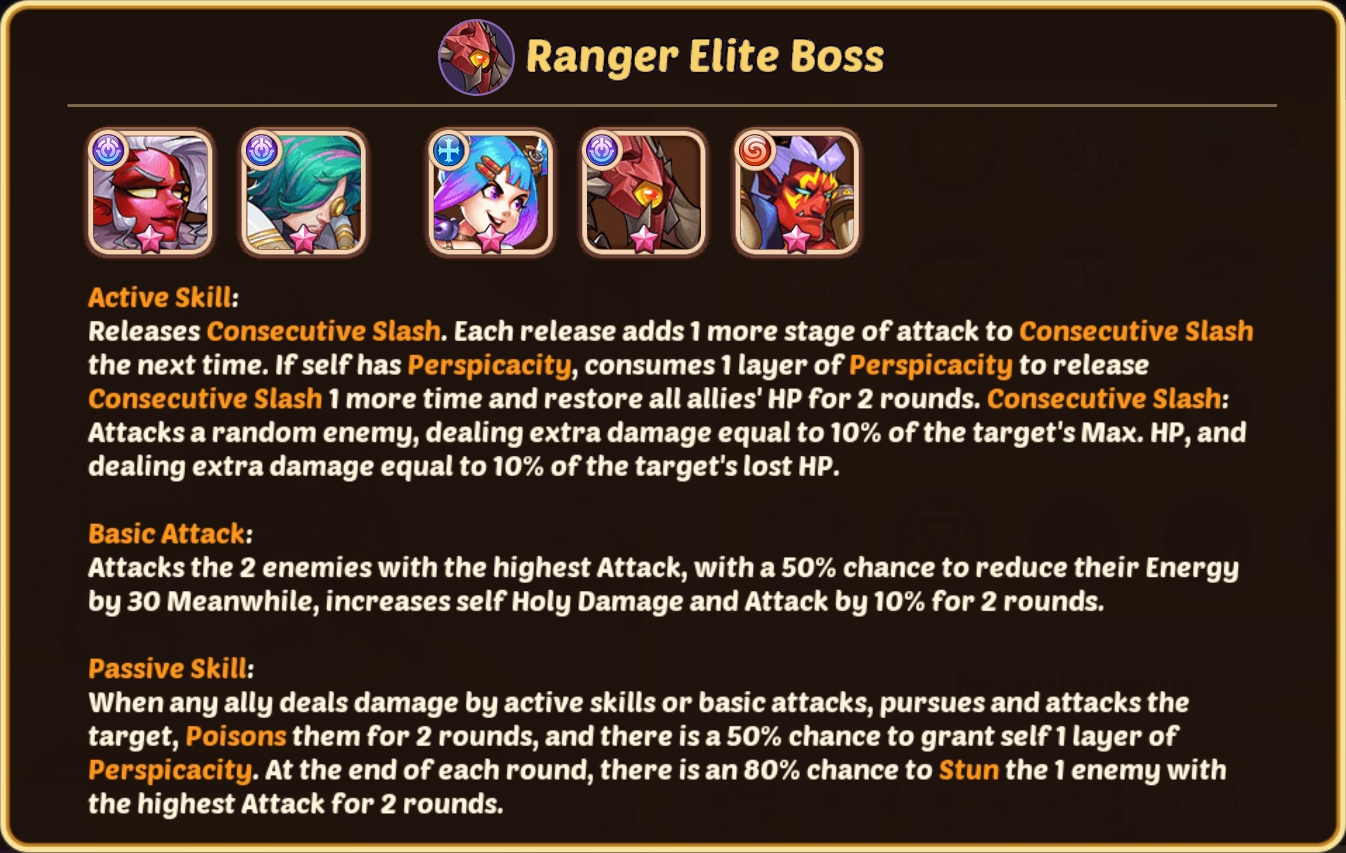 Ranger Elite Boss
Active Skill:
Releases Consecutive Slash. Each release adds 1 more stage of attack to Consecutive Slash
the next time. If self has Perspicacity, consumes 1 layer of Perspicacity to release
Consecutive Slash 1 more time and restore all allies' HP for 2 rounds. Consecutive Slash:
Attacks a random enemy, dealing extra damage equal to 10% of the target's Max. HP, and
dealing extra damage equal to 10% of the target's lost HP.
Basic Attack:
Attacks the 2 enemies with the highest Attack, with a 50% chance to reduce their Energy
by 30 Meanwhile, increases self Holy Damage and Attack by 10% for 2 rounds.
Passive Skill:
When any ally deals damage by active skills or basic attacks, pursues and attacks the
target, Poisons them for 2 rounds, and there is a 50% chance to grant self 1 layer of
Perspicacity. At the end of each round, there is an 80% chance to Stun the 1 enemy with
the highest Attack for 2 rounds.